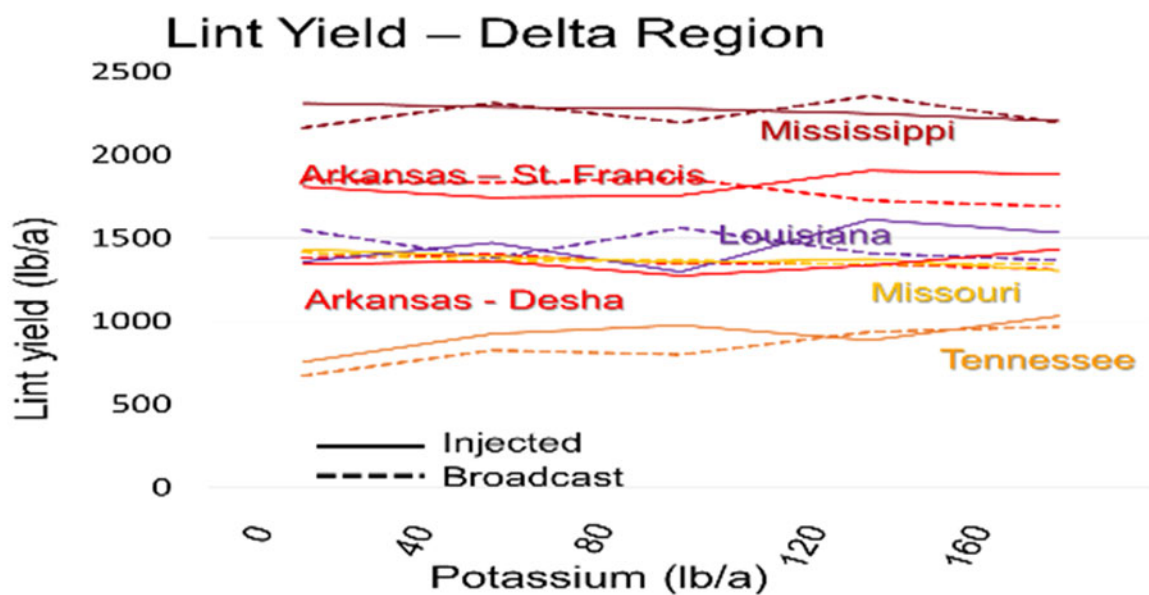 Lint Yield – Delta Region
2500
2000
1500
1000
500
0
Lint yield (lb/a)
Mississippi
Arkansas – St. Francis
Louisiana
Missouri
Arkansas - Desha
Tennessee
Injected
Broadcast
0
40
80
120
160
Potassium (lb/a)